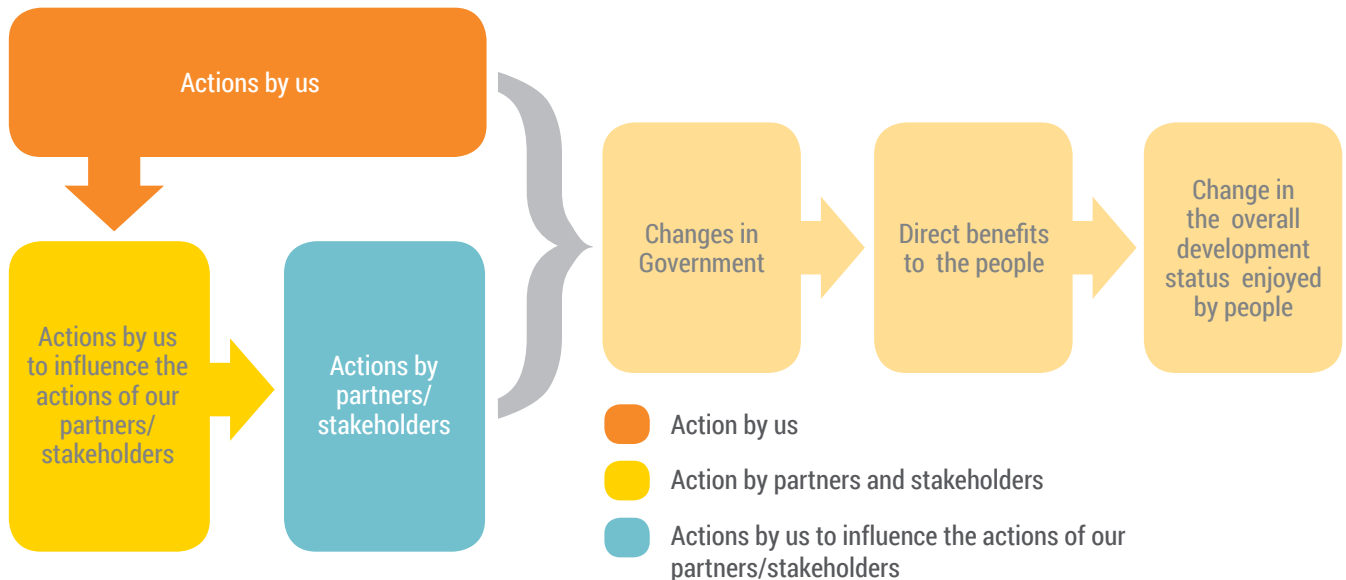 Actions by us
Actions by us
to influence the
actions of our
partners/
stakeholders
Actions by
partners/
stakeholders
Changes in
Government
Direct benefits
to the people
Change in
the overall
development
status enjoyed
by people
Action by us
Action by partners and stakeholders
Actions by us to influence the actions of our
partners/stakeholders